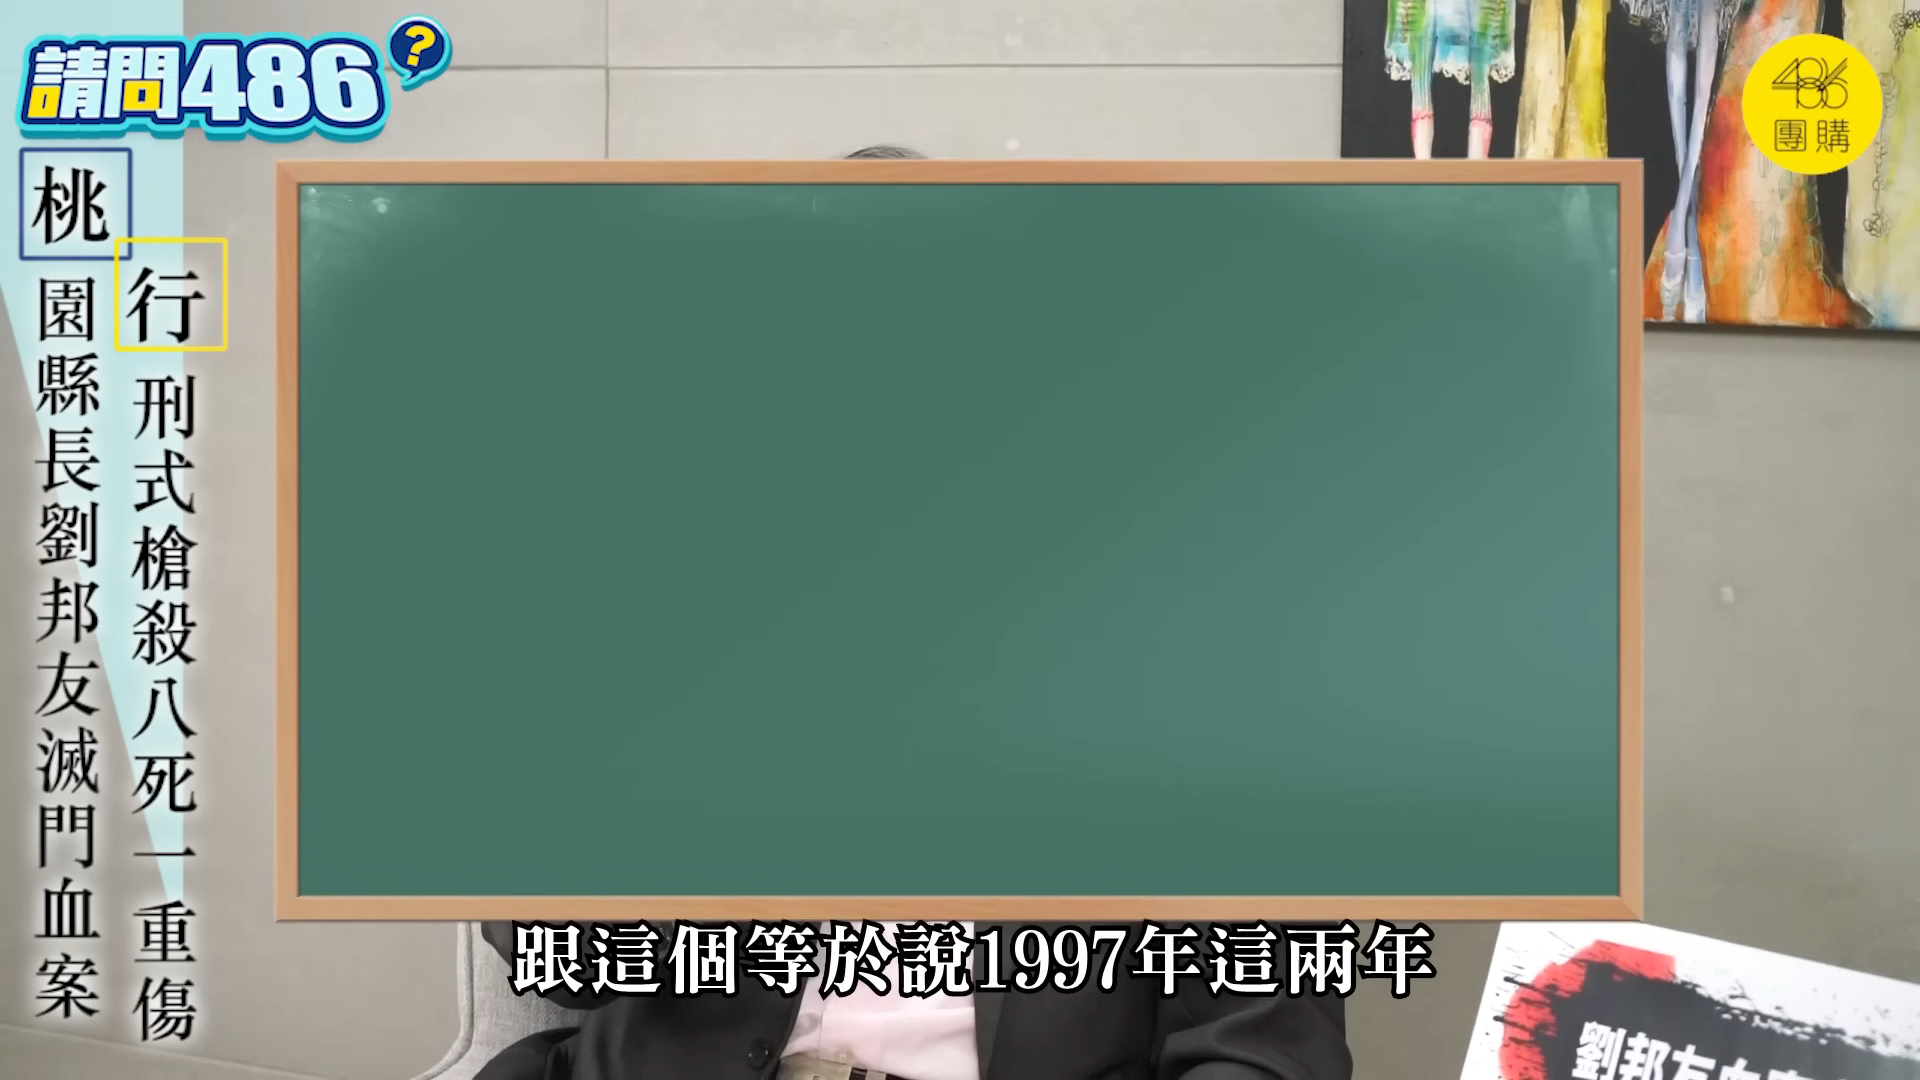 請問486?
486
團購
桃園縣長劉邦友滅門血案
行刑式槍殺八死一重傷
跟這個等於說1997年這兩年
劉邦友血